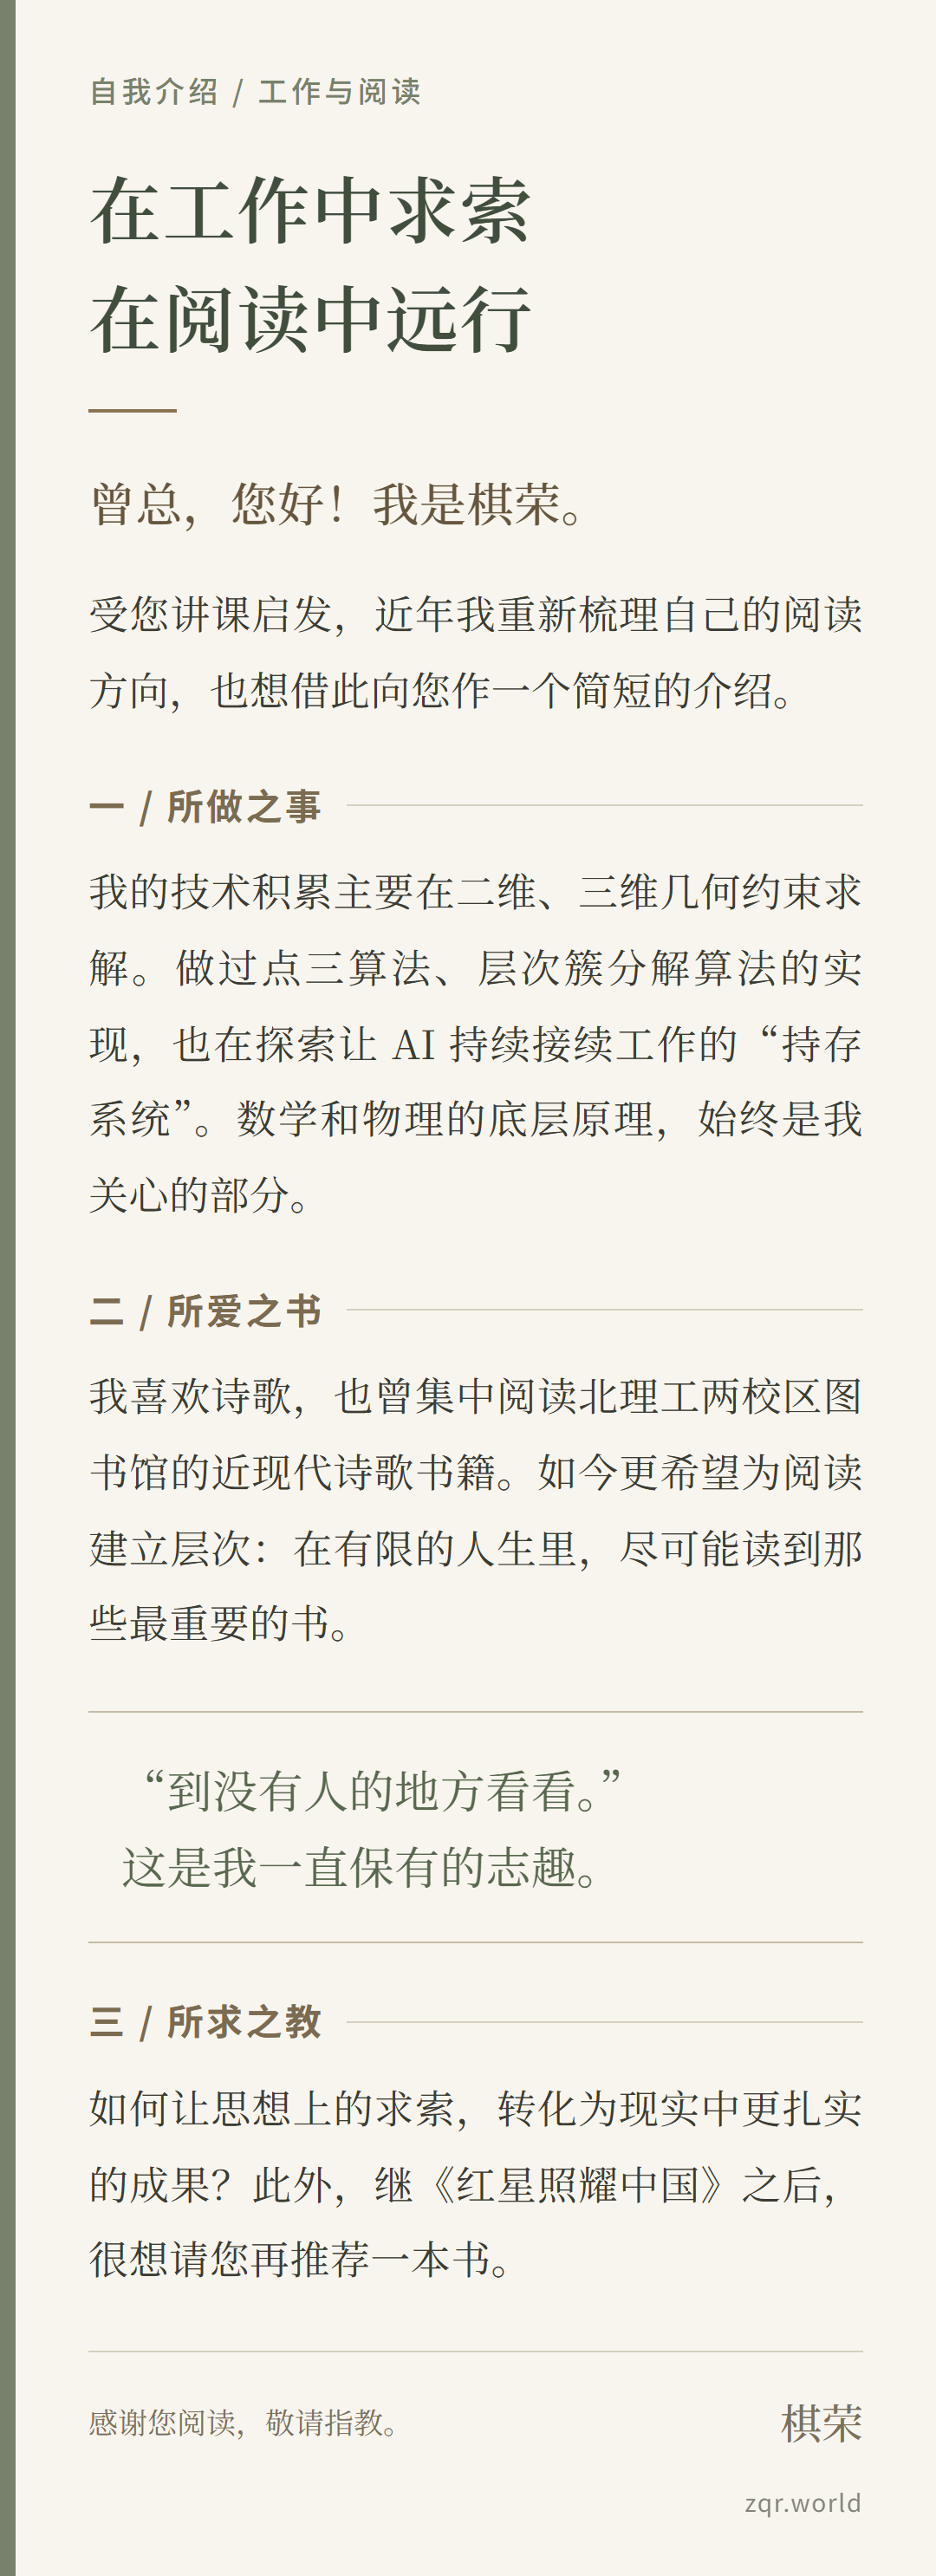 自我介绍 / 工作与阅读
在工作中求索
在阅读中远行
曾总，您好！我是棋荣。
受您讲课启发，近年我重新梳理自己的阅读
方向，也想借此向您作一个简短的介绍。
一 / 所做之事
我的技术积累主要在二维、三维几何约束求
解。做过点三算法、层次簇分解算法的实
现，也在探索让 AI 持续接续工作的“持存
系统”。数学和物理的底层原理，始终是我
关心的部分。
二 / 所爱之书
我喜欢诗歌，也曾集中阅读北理工两校区图
书馆的近现代诗歌书籍。如今更希望为阅读
建立层次：在有限的人生里，尽可能读到那
些最重要的书。
“到没有人的地方看看。”
这是我一直保有的志趣。
三 / 所求之教
如何让思想上的求索，转化为现实中更扎实
的成果？此外，继《红星照耀中国》之后，
很想请您再推荐一本书。
感谢您阅读，敬请指教。
棋荣
zqr.world